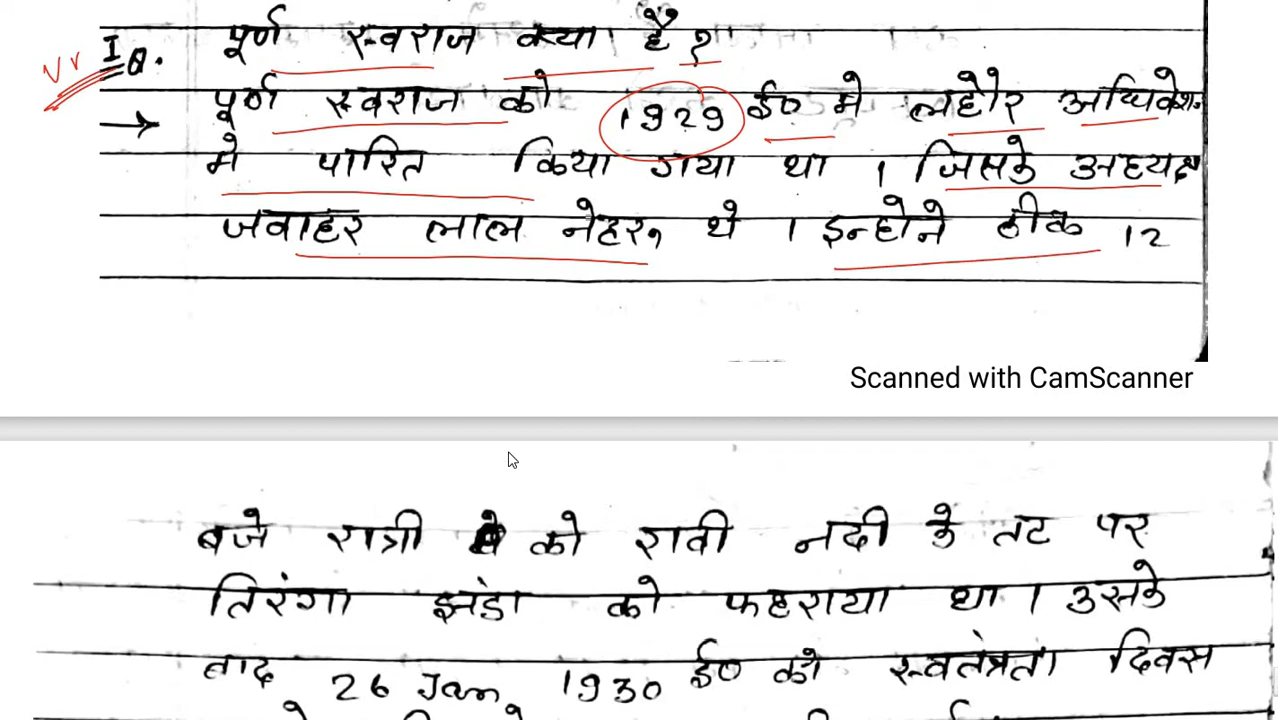 VV I Q. पूर्ण स्वराज क्या है ?
→ पूर्ण स्वराज को 1929 ई० मे लाहौर अधिवेशन
मे पारित किया गया था । जिसके अध्यक्ष
जवाहर लाल नेहरू थे । इन्होने ठीक 12
Scanned with CamScanner
बजे रात्री को रावी नदी के तट पर
तिरंगा झंडा को फहराया था । उसके
बाद 26 Jan, 1930 ई० को स्वतंत्रता दिवस